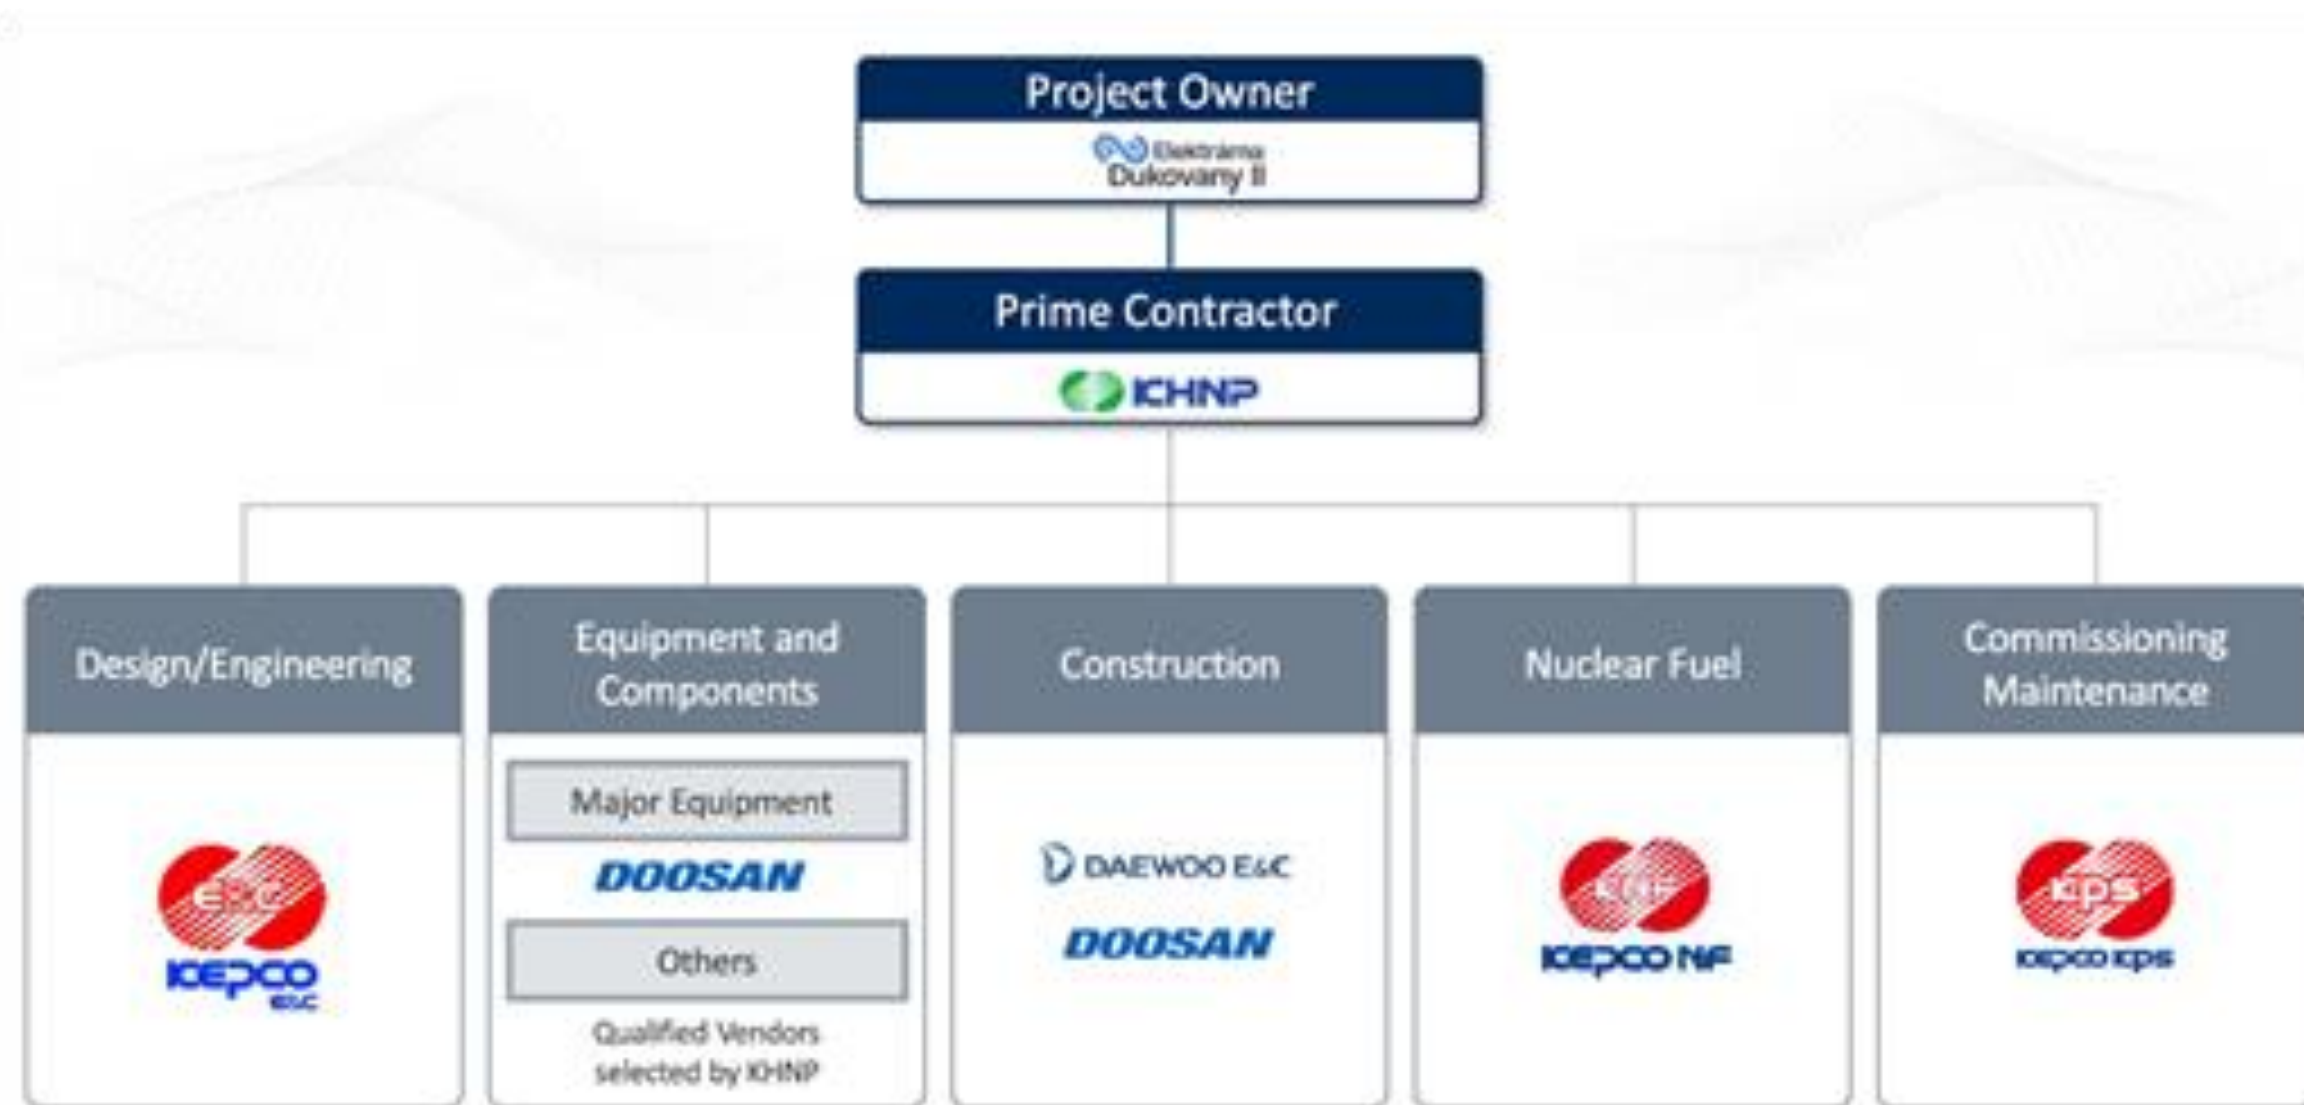 Project Owner
Elektrárna
Dukovany II
Prime Contractor
KHNP
Design/Engineering
E&C
KEPCO
E&C
Equipment and
Components
Major Equipment
DOOSAN
Others
Qualified Vendors
selected by KHNP
Construction
DAEWOO E&C
DOOSAN
Nuclear Fuel
KNF
KEPCO NF
Commissioning
Maintenance
KPS
KEPCO KPS